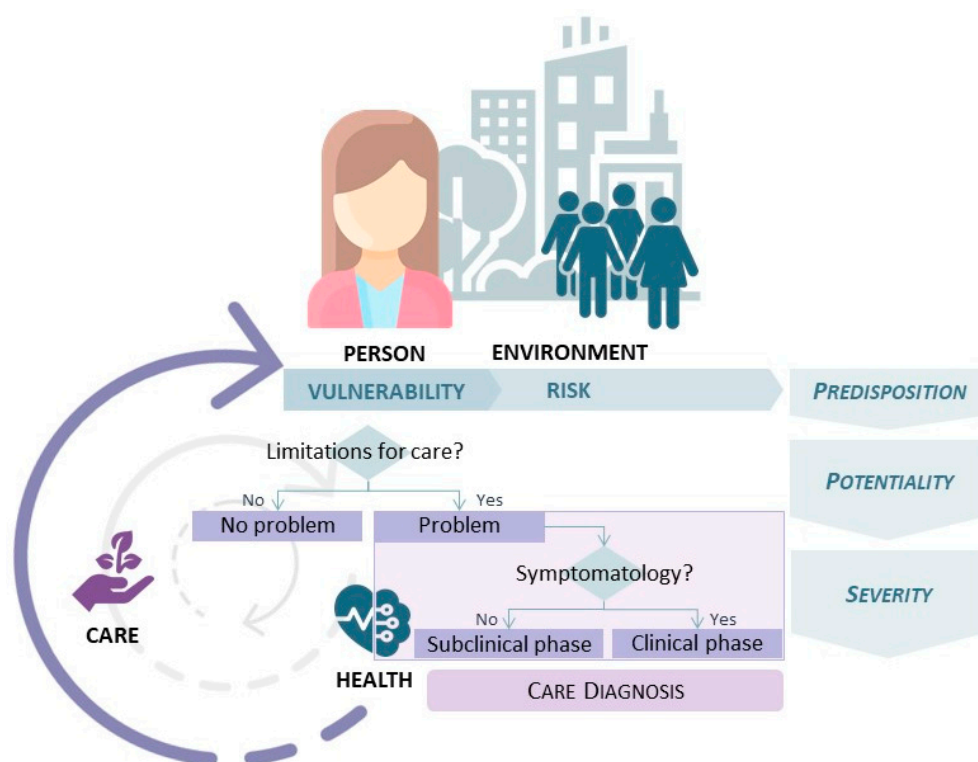 PERSON ENVIRONMENT
VULNERABILITY RISK PREDISPOSITION
Limitations for care?
POTENTIALITY
No Yes
No problem Problem
Symptomatology?
SEVERITY
No Yes
CARE
Subclinical phase Clinical phase
HEALTH
CARE DIAGNOSIS